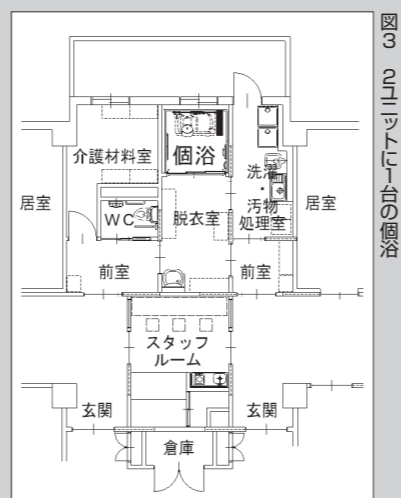 図3 2ユニットに1台の個浴
介護材料室
個浴
洗濯
・
汚物
処理室
居室
WC
脱衣室
居室
前室
前室
スタッフ
ルーム
玄関
玄関
倉庫